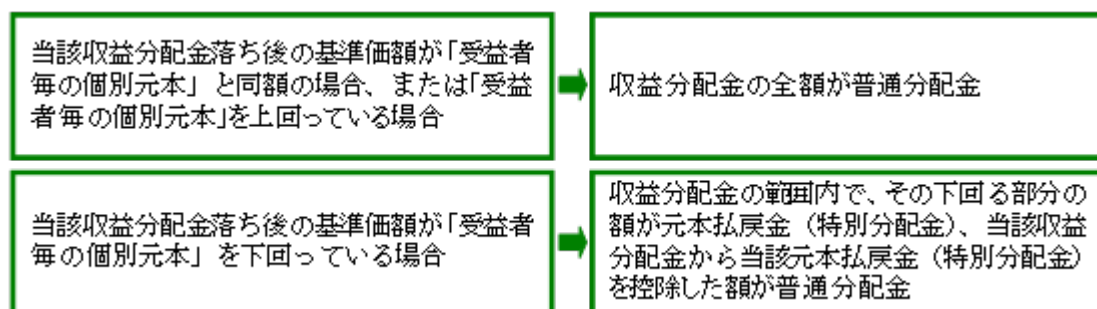 当該収益分配金落ち後の基準価額が「受益者
毎の個別元本」と同額の場合、または「受益
者毎の個別元本」を上回っている場合
収益分配金の全額が普通分配金
当該収益分配金落ち後の基準価額が「受益者
毎の個別元本」を下回っている場合
収益分配金の範囲内で、その下回る部分の
額が元本払戻金（特別分配金）、当該収益
分配金から当該元本払戻金（特別分配金）
を控除した額が普通分配金